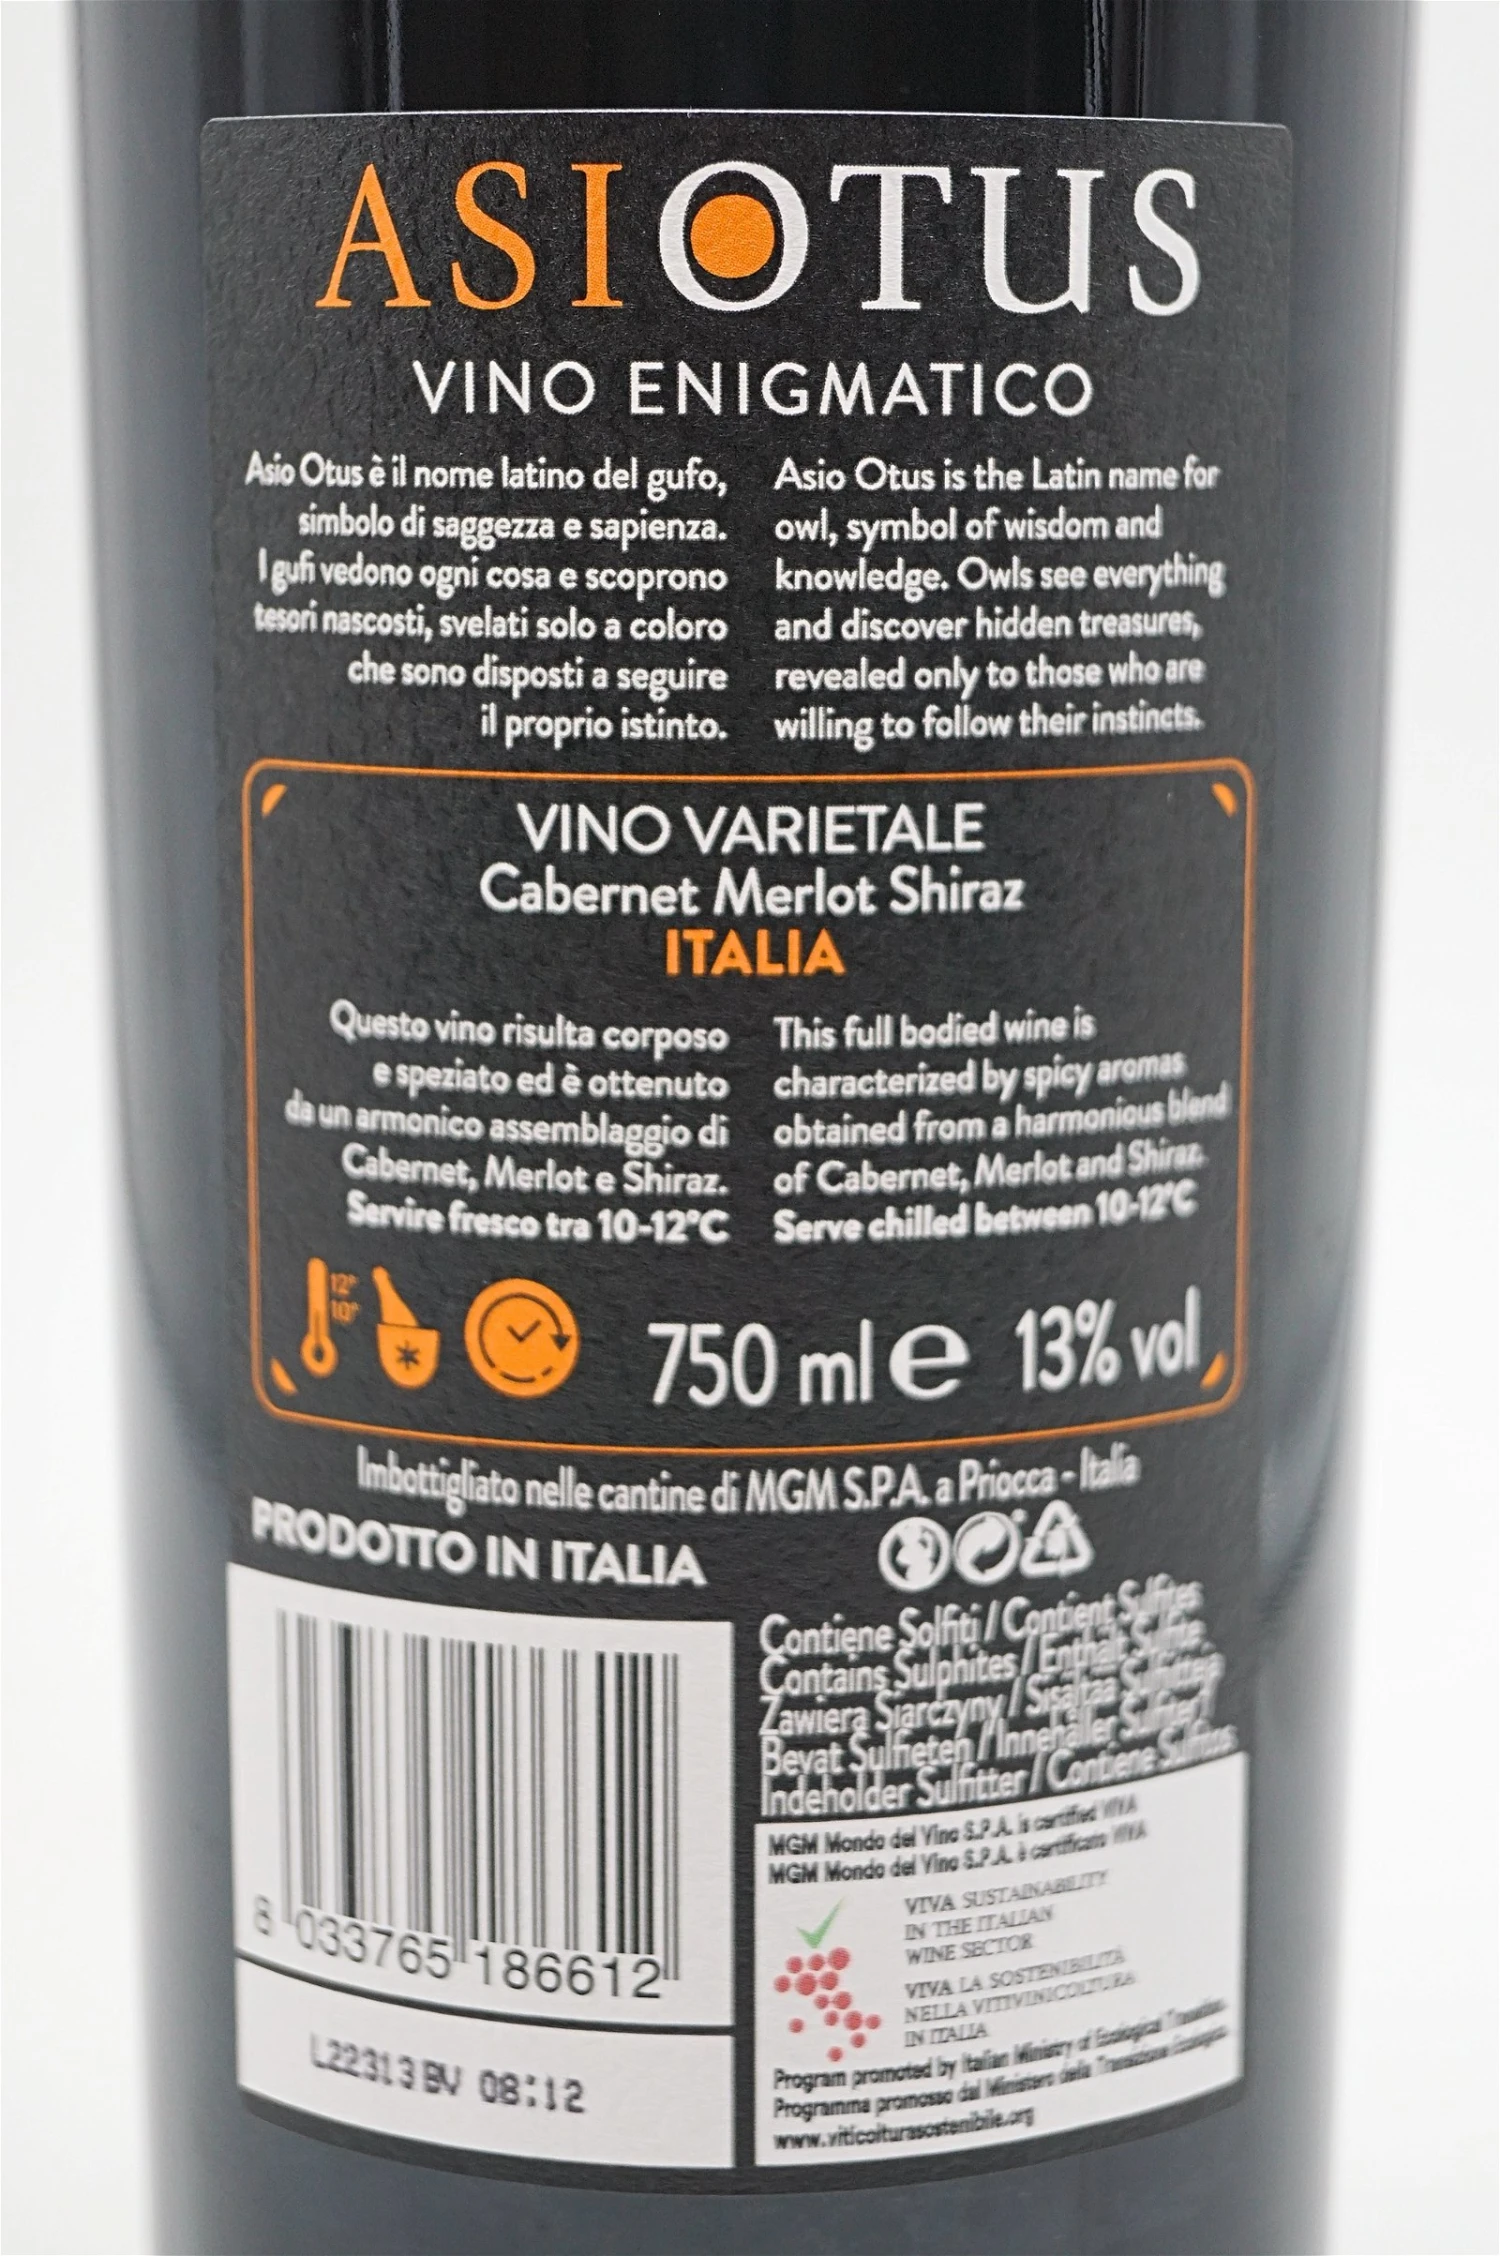 ASIOTUS
VINO ENIGMATICO
Asio Otus è il nome latino del gufo,
simbolo di saggezza e sapienza.
I gufi vedono ogni cosa e scoprono
tesori nascosti, svelati solo a coloro
che sono disposti a seguire
il proprio istinto.
Asio Otus is the Latin name for
owl, symbol of wisdom and
knowledge. Owls see everything
and discover hidden treasures,
revealed only to those who are
willing to follow their instincts.
VINO VARIETALE
Cabernet Merlot Shiraz
ITALIA
Questo vino risulta corposo
e speziato ed è ottenuto
da un armonico assemblaggio di
Cabernet, Merlot e Shiraz.
Servire fresco tra 10-12°C
This full bodied wine is
characterized by spicy aromas
obtained from a harmonious blend
of Cabernet, Merlot and Shiraz.
Serve chilled between 10-12°C
12°
10°
750 ml e 13% vol
Imbottigliato nelle cantine di MGM S.P.A. a Priocca - Italia
PRODOTTO IN ITALIA
Contiene Solfiti / Contient Sulfites
Contains Sulphites / Enthält Sulfite
Zawiera Siarczyny / Sisältää Sulfiitteja
Bevat Sulfieten / Innehåller Sulfiter /
Indeholder Sulfitter / Contiene Sulfitos
8 033765 186612
L22313BV 08:12
MGM Mondo del Vino S.P.A. is certified VIVA
MGM Mondo del Vino S.P.A. è certificato VIVA
VIVA SUSTAINABILITY
IN THE ITALIAN
WINE SECTOR
VIVA LA SOSTENIBILITÀ
NELLA VITIVINICOLTURA
IN ITALIA
Program promoted by Italian Ministry of Ecological Transition.
Programma promosso dal Ministero della Transizione Ecologica.
www.viticolturasostenibile.org